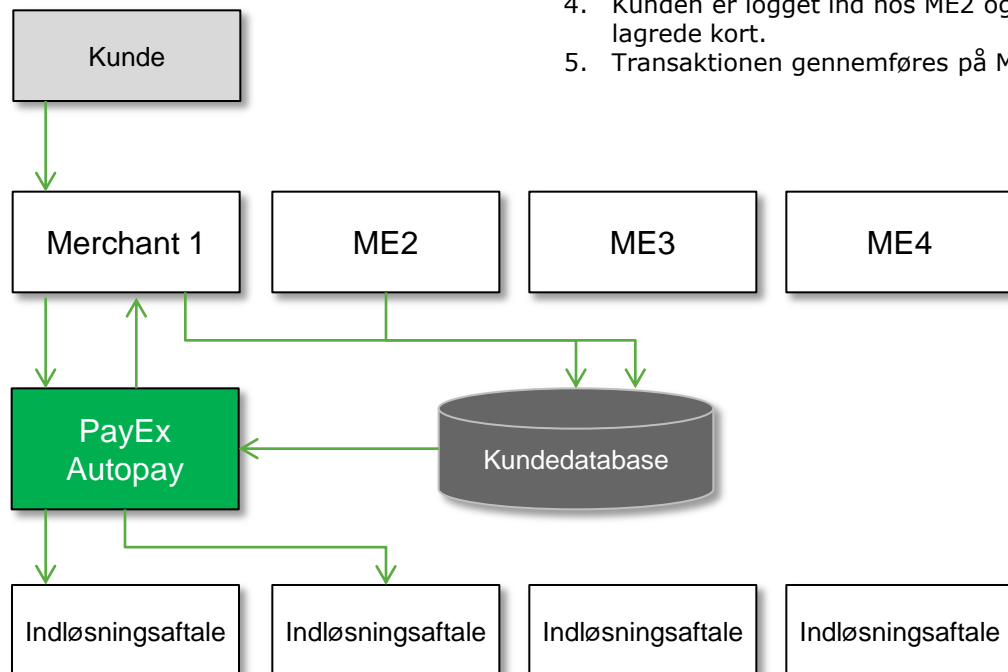 4. Kunden er logget ind hos ME2 og
lagrede kort.
5. Transaktionen gennemføres på
Kunde
Merchant 1
ME2
ME3
ME4
PayEx
Autopay
Kundedatabase
Indløsningsaftale
Indløsningsaftale
Indløsningsaftale
Indløsningsaftale